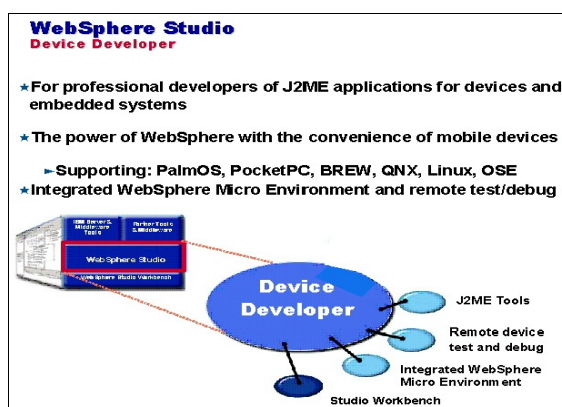 WebSphere Studio
Device Developer
★For professional developers of J2ME applications for devices and
embedded systems
★The power of WebSphere with the convenience of mobile devices
►Supporting: PalmOS, PocketPC, BREW, QNX, Linux, OSE
★Integrated WebSphere Micro Environment and remote test/debug
IBM Server &
Middleware
Tools
Partner Tools
& Middleware
WebSphere Studio
WebSphere Studio Workbench
Device
Developer
J2ME Tools
Remote device
test and debug
Integrated WebSphere
Micro Environment
Studio Workbench